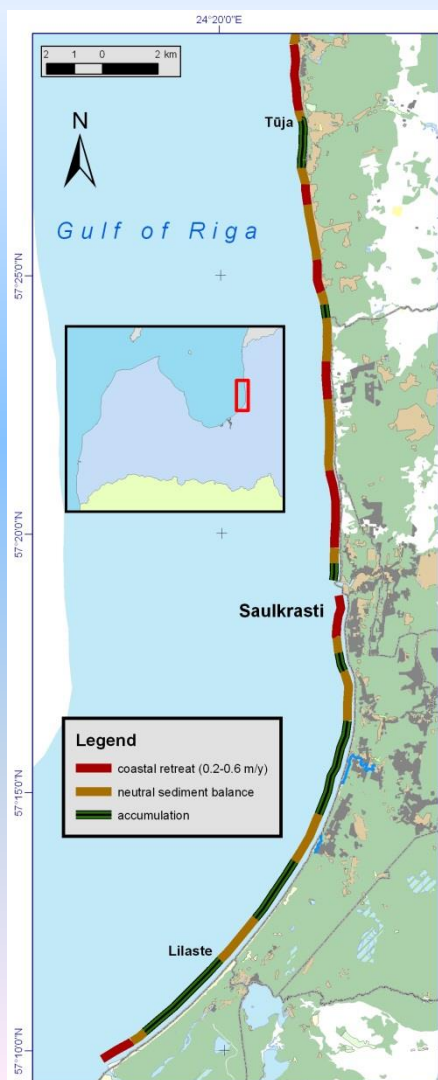 24°20'0"E
2 1 0 2 km
N
Tūja
Gulf of Riga
57°25'0"N
57°20'0"N
Saulkrasti
Legend
coastal retreat (0.2-0.6 m/y)
neutral sediment balance
accumulation
57°15'0"N
Lilaste
57°10'0"N